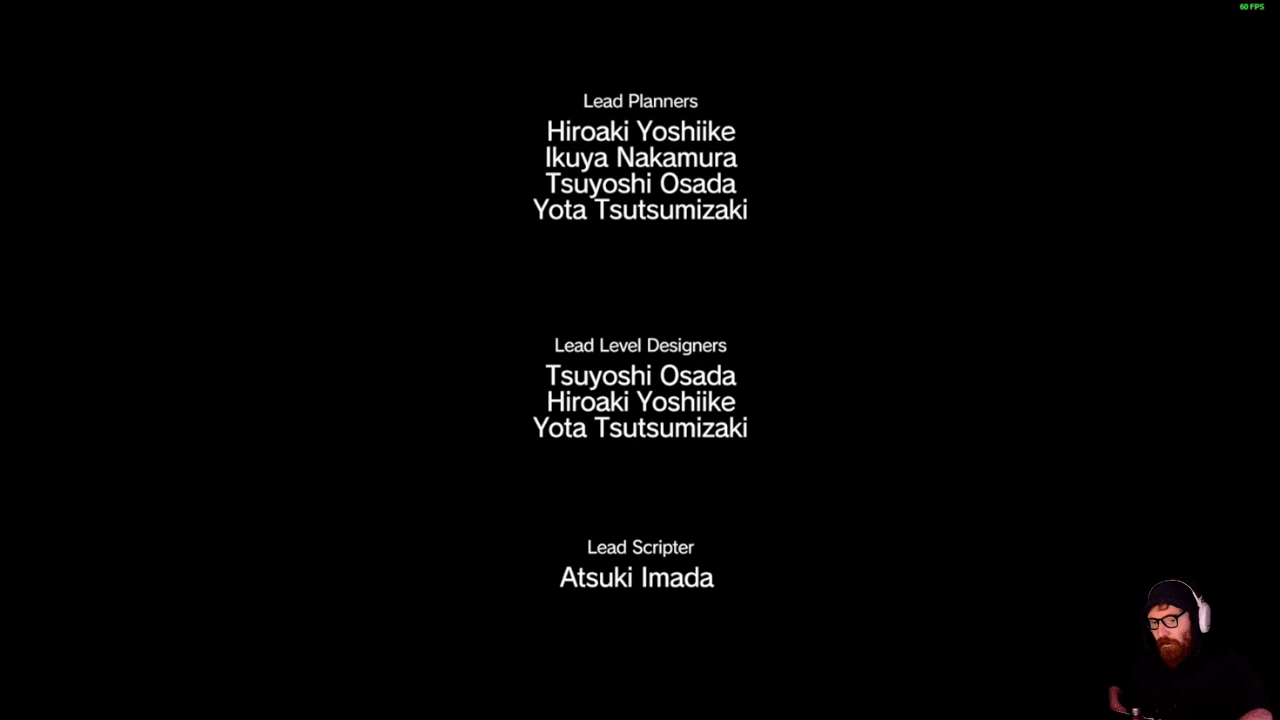 60 FPS
Lead Planners
Hiroaki Yoshiike
Ikuya Nakamura
Tsuyoshi Osada
Yota Tsutsumizaki
Lead Level Designers
Tsuyoshi Osada
Hiroaki Yoshiike
Yota Tsutsumizaki
Lead Scripter
Atsuki Imada